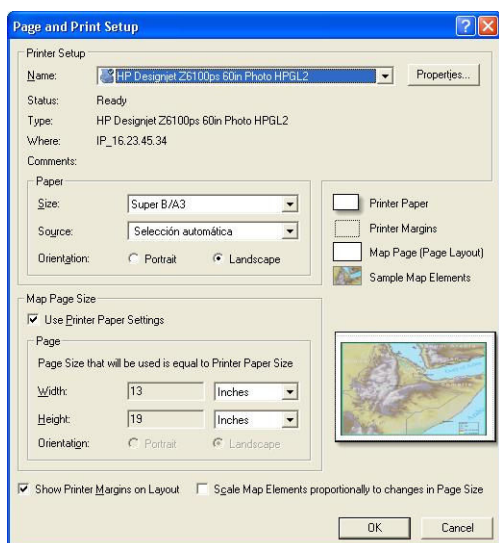 Page and Print Setup
Printer Setup
Name: HP Designjet Z6100ps 60in Photo HPGL2 Properties...
Status: Ready
Type: HP Designjet Z6100ps 60in Photo HPGL2
Where: IP_16.23.45.34
Comments:
Paper
Size: Super B/A3
Source: Selección automática
Orientation: Portrait Landscape
Printer Paper
Printer Margins
Map Page (Page Layout)
Sample Map Elements
Map Page Size
Use Printer Paper Settings
Page
Page Size that will be used is equal to Printer Paper Size
Width: 13 Inches
Height: 19 Inches
Orientation: Portrait Landscape
Show Printer Margins on Layout Scale Map Elements proportionally to changes in Page Size
OK Cancel